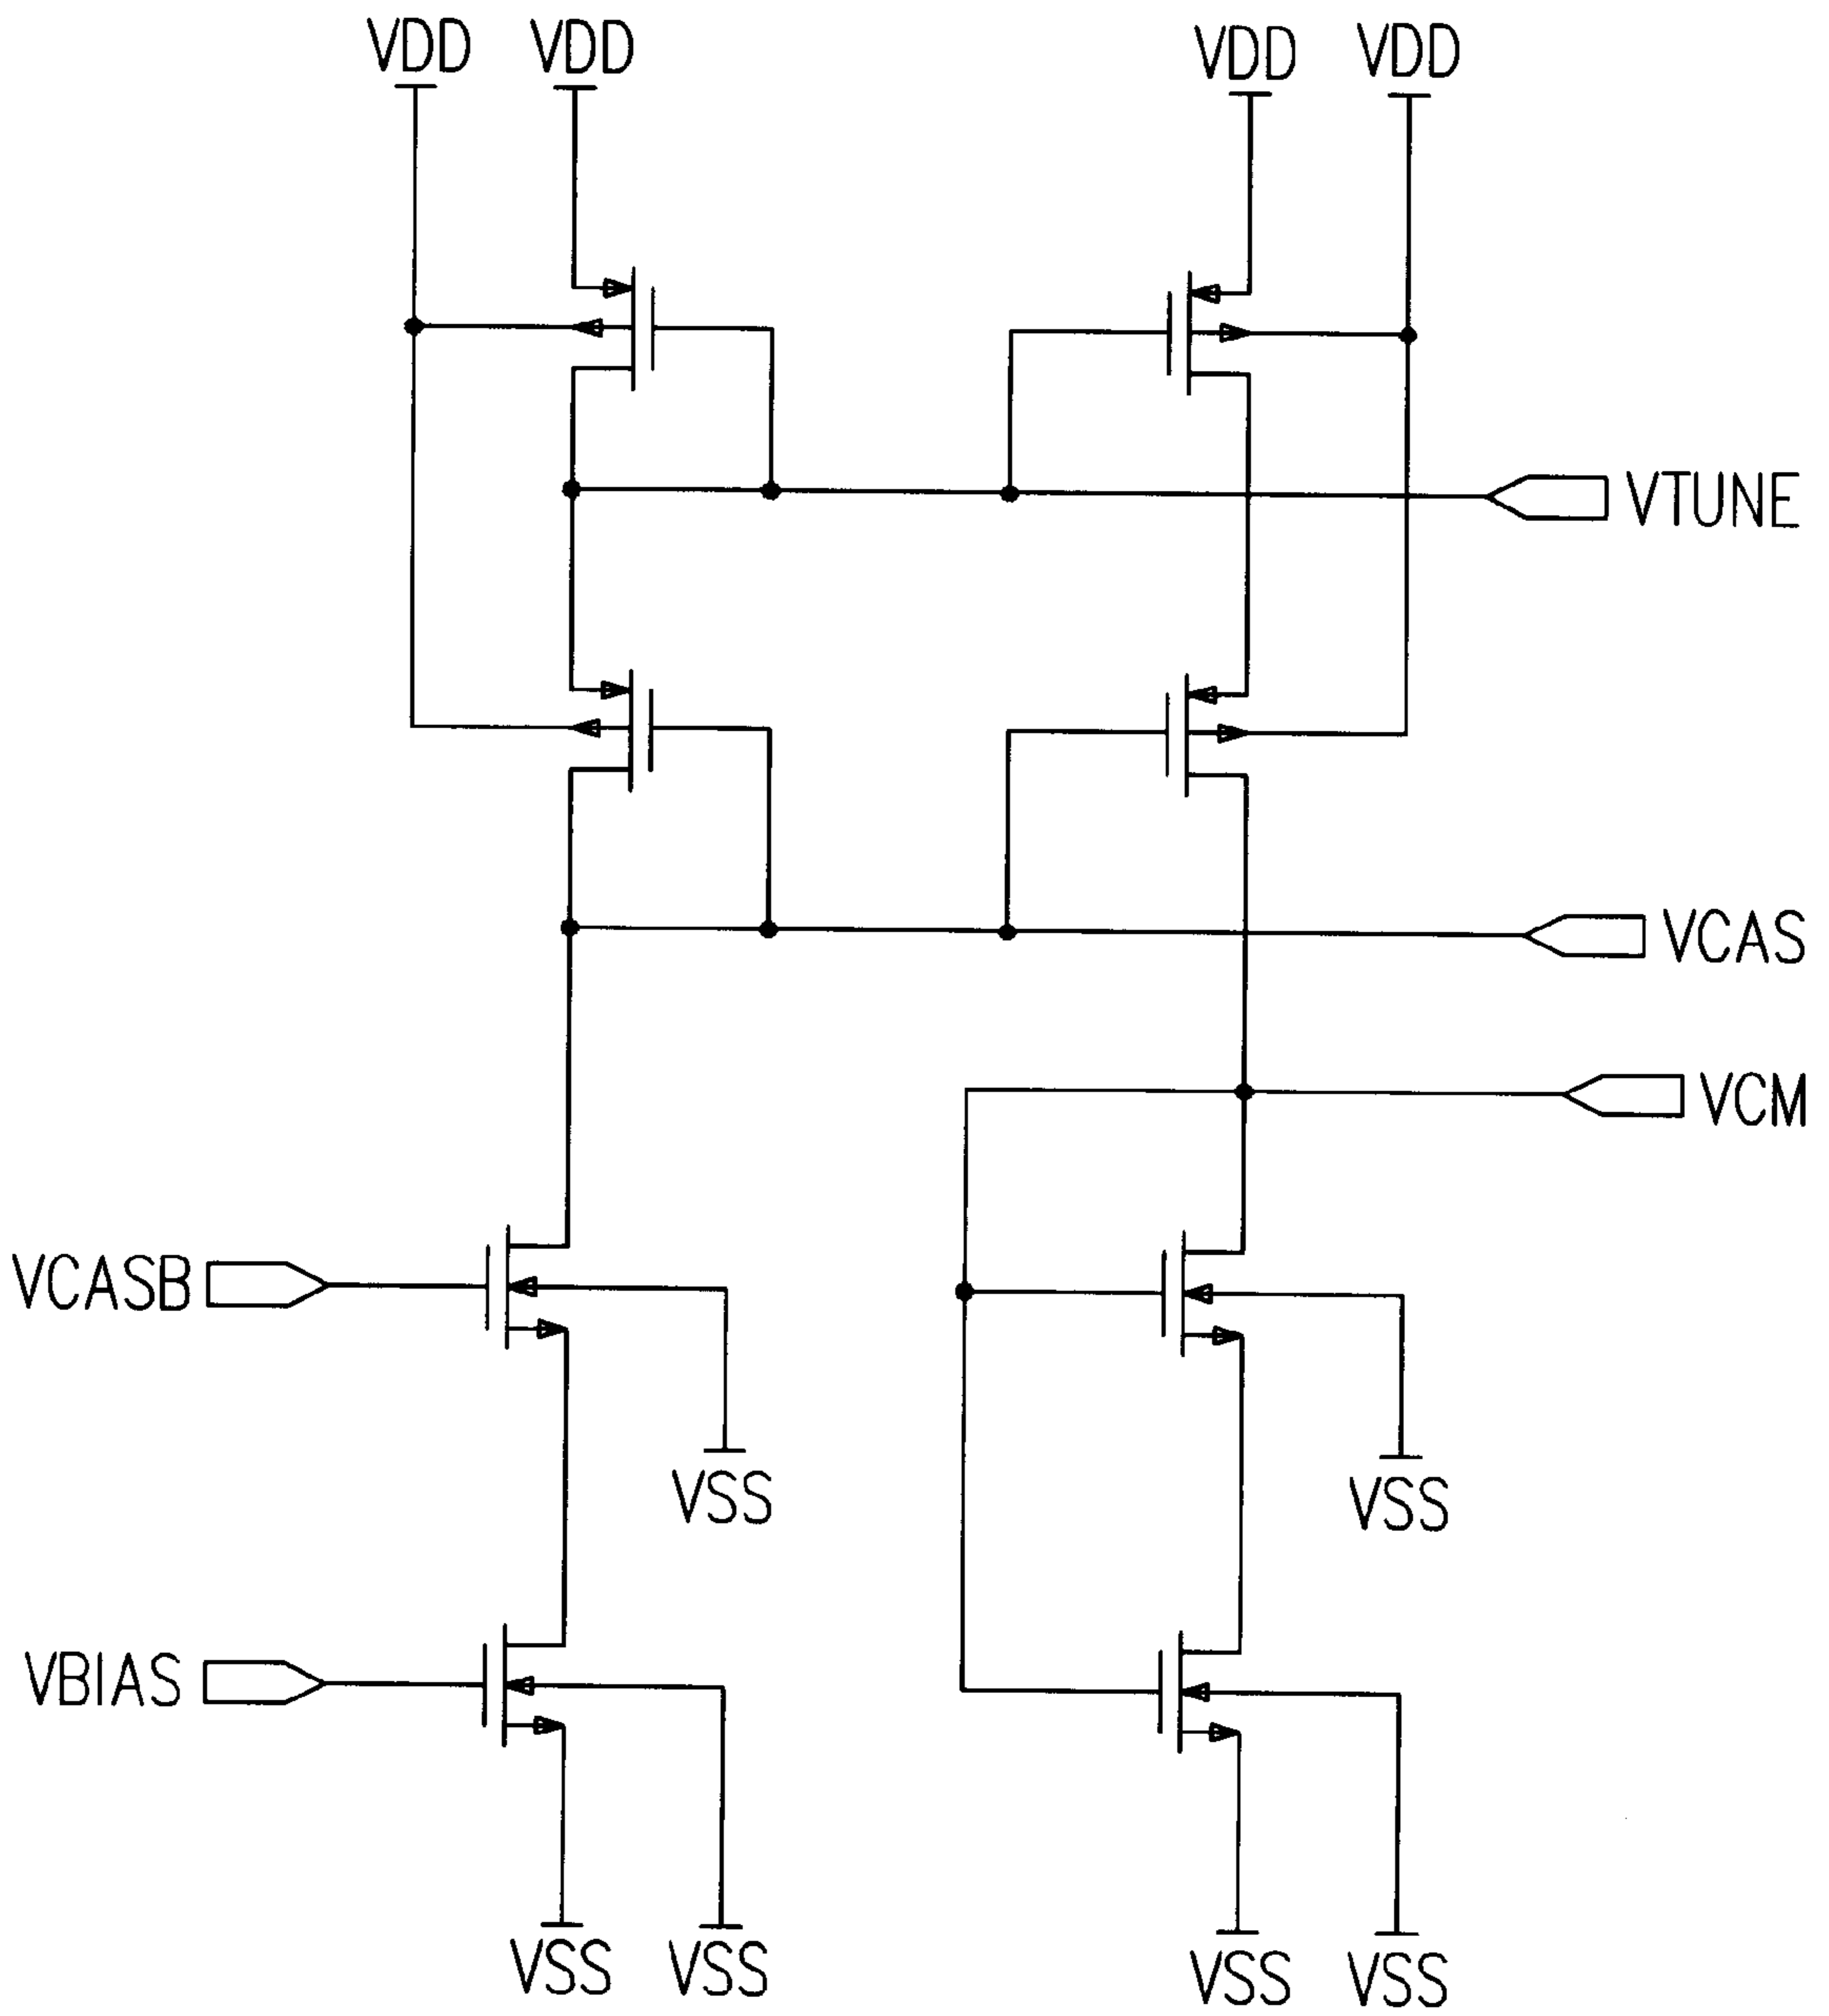 VDD VDD VDD VDD
VTUNE
VCAS
VCM
VCASB
VSS VSS
VBIAS
VSS VSS VSS VSS